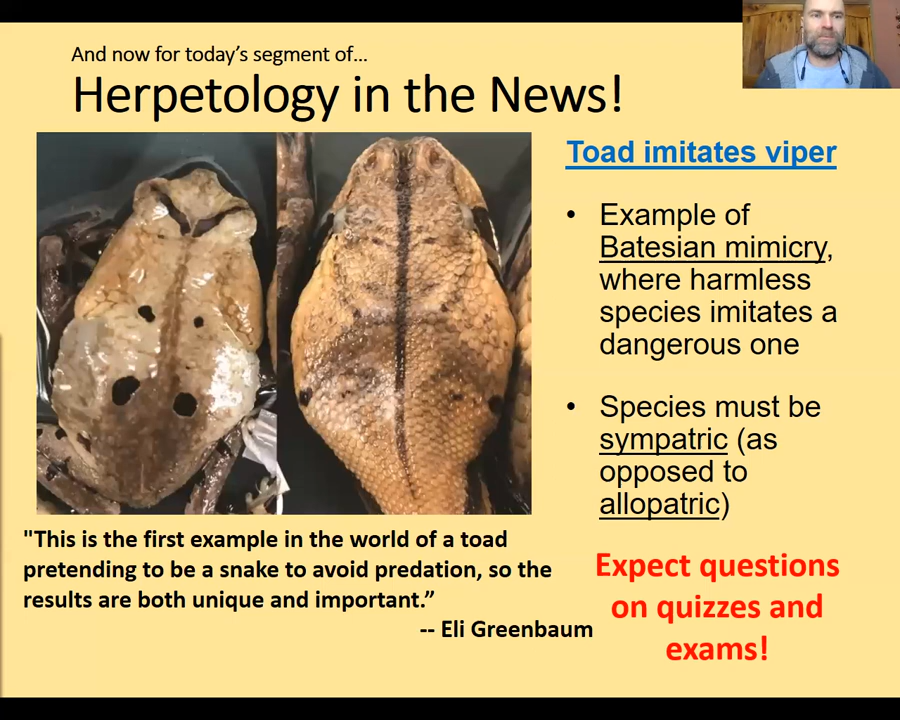 And now for today's segment of...
Herpetology in the News!
Toad imitates viper
• Example of
Batesian mimicry,
where harmless
species imitates a
dangerous one
• Species must be
sympatric (as
opposed to
allopatric)
"This is the first example in the world of a toad
pretending to be a snake to avoid predation, so the
results are both unique and important.”
-- Eli Greenbaum
Expect questions
on quizzes and
exams!